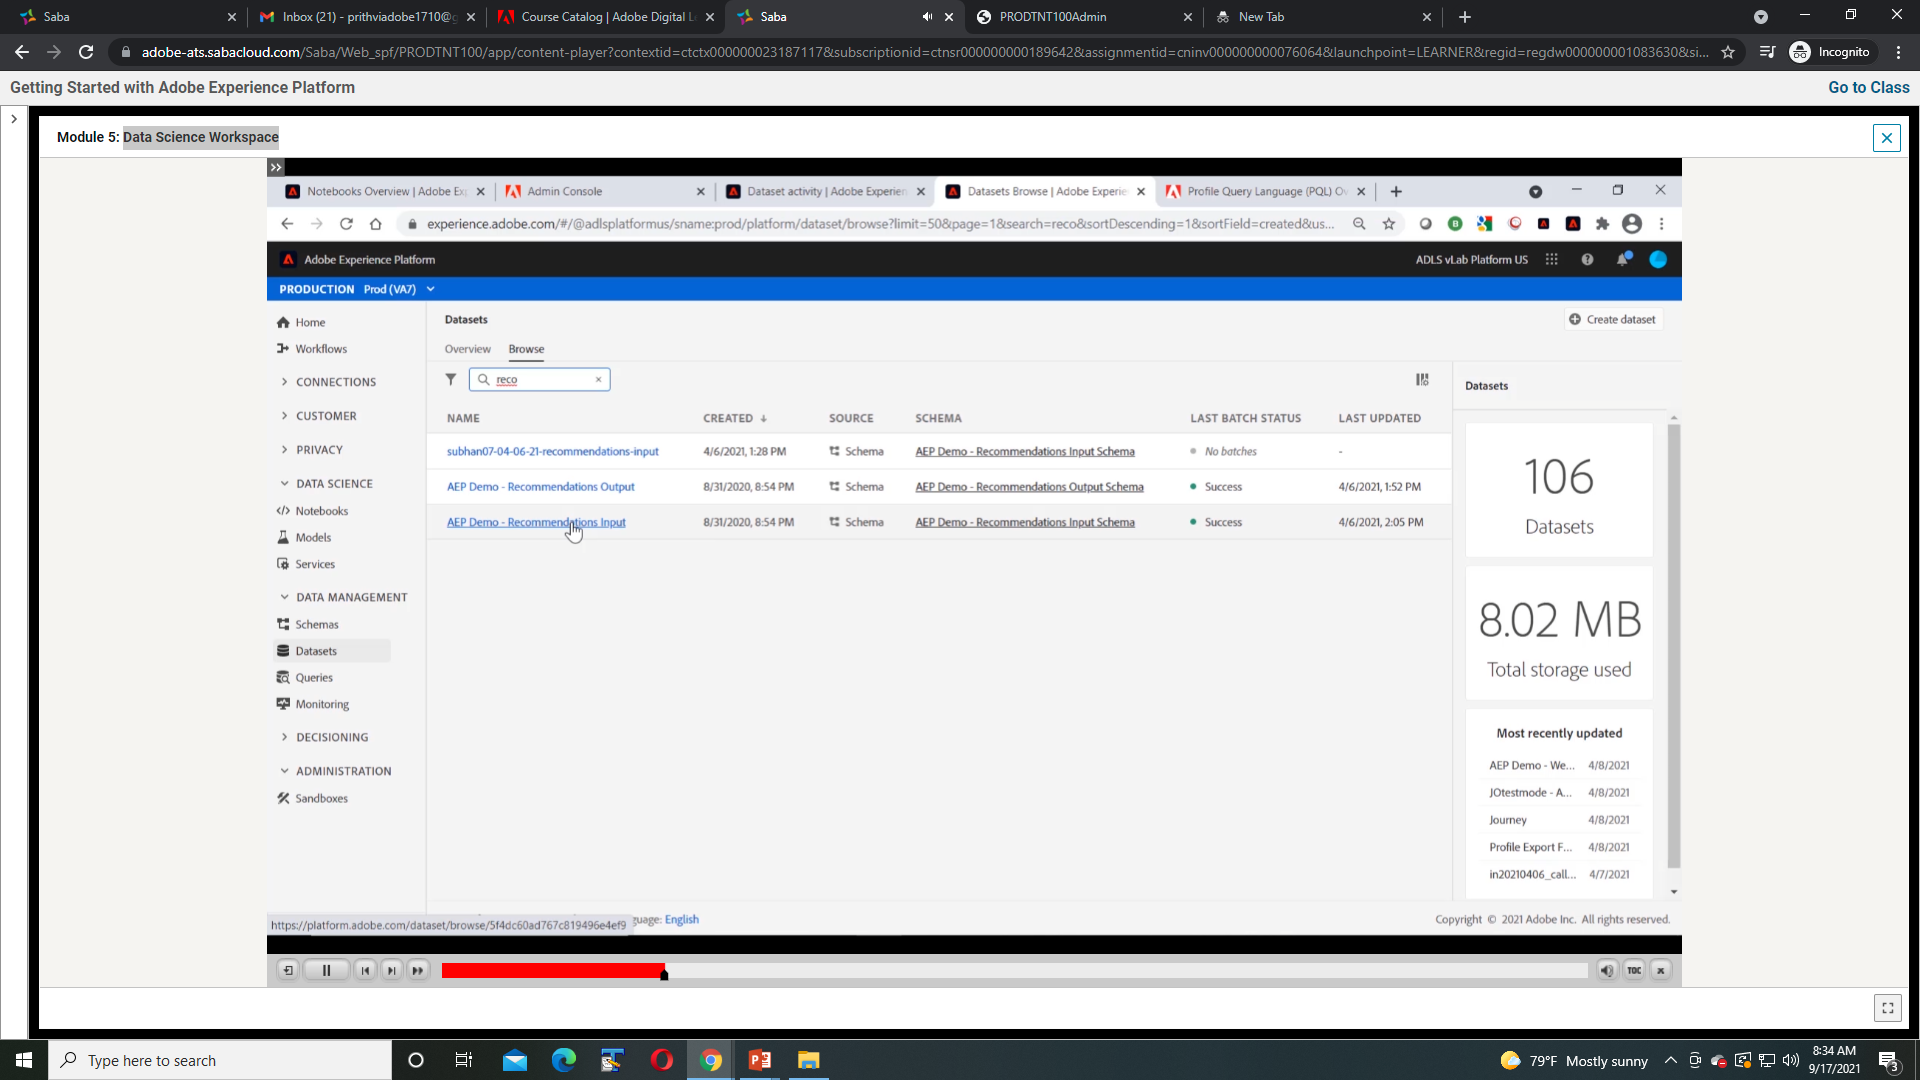 Saba
Inbox (21) - prithviadobe1710@g
Course Catalog | Adobe Digital L
Saba
PRODTNT100Admin
New Tab
adobe-ats.sabacloud.com/Saba/Web_spf/PRODTNT100/app/content-player?contextid=ctctx000000023187117&subscriptionid=ctnsr000000000189642&assignmentid=cninv000000000076064&launchpoint=LEARNER&regid=regdw000000001083630&si...
Incognito
Getting Started with Adobe Experience Platform
Go to Class
Module 5: Data Science Workspace
Notebooks Overview | Adobe Ex
Admin Console
Dataset activity | Adobe Experien
Datasets Browse | Adobe Experie
Profile Query Language (PQL) Ov
experience.adobe.com/#/@adlsplatformus/sname:prod/platform/dataset/browse?limit=50&page=1&search=reco&sortDescending=1&sortField=created&us...
Adobe Experience Platform
ADLS vLab Platform US
PRODUCTION Prod (VA7)
Home
Workflows
CONNECTIONS
CUSTOMER
PRIVACY
DATA SCIENCE
Notebooks
Models
Services
DATA MANAGEMENT
Schemas
Datasets
Queries
Monitoring
DECISIONING
ADMINISTRATION
Sandboxes
Datasets
Create dataset
Overview Browse
reco
NAME CREATED SOURCE SCHEMA LAST BATCH STATUS LAST UPDATED
subhan07-04-06-21-recommendations-input 4/6/2021, 1:28 PM Schema AEP Demo - Recommendations Input Schema No batches -
AEP Demo - Recommendations Output 8/31/2020, 8:54 PM Schema AEP Demo - Recommendations Output Schema Success 4/6/2021, 1:52 PM
AEP Demo - Recommendations Input 8/31/2020, 8:54 PM Schema AEP Demo - Recommendations Input Schema Success 4/6/2021, 2:05 PM
Datasets
106
Datasets
8.02 MB
Total storage used
Most recently updated
AEP Demo - We... 4/8/2021
JOtestmode - A... 4/8/2021
Journey 4/8/2021
Profile Export F... 4/8/2021
in20210406_call... 4/7/2021
https://platform.adobe.com/dataset/browse/5f4dc60ad767c819496e4ef9
guage: English
Copyright © 2021 Adobe Inc. All rights reserved.
TOC
Type here to search
79°F Mostly sunny
8:34 AM
9/17/2021
3